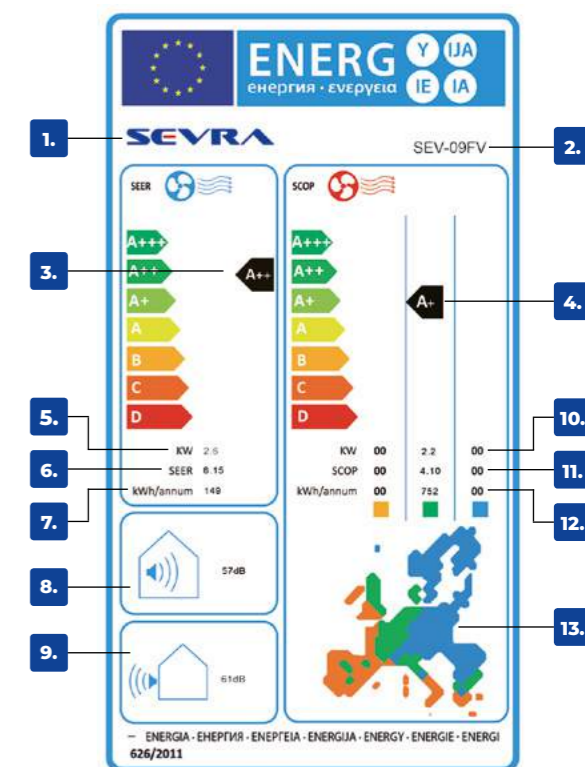 ENERG Y IJA
енергия · ενεργεια IE IA
1. SEVRA SEV-09FV 2.
SEER
SCOP
A+++
A++
A+
A
B
C
D
3. A++
A+++
A++
A+
A
B
C
D
A+ 4.
5. KW 2.6
6. SEER 6.15
7. kWh/annum 149
KW 00 2.2 00 10.
SCOP 00 4.10 00 11.
kWh/annum 00 752 00 12.
8. 57dB
9. 61dB
13.
– ENERGIA · ЕНЕРГИЯ · ΕΝΕΡΓΕΙΑ · ENERGIJA · ENERGY · ENERGIE · ENERGI
626/2011